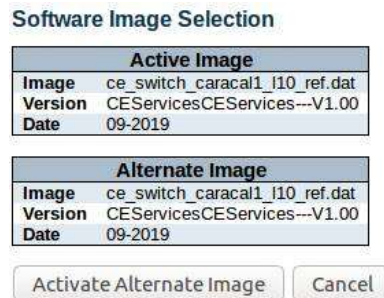 Software Image Selection
Active Image
Image ce_switch_caracal1_l10_ref.dat
Version CEServicesCEServices---V1.00
Date 09-2019
Alternate Image
Image ce_switch_caracal1_l10_ref.dat
Version CEServicesCEServices---V1.00
Date 09-2019
Activate Alternate Image Cancel